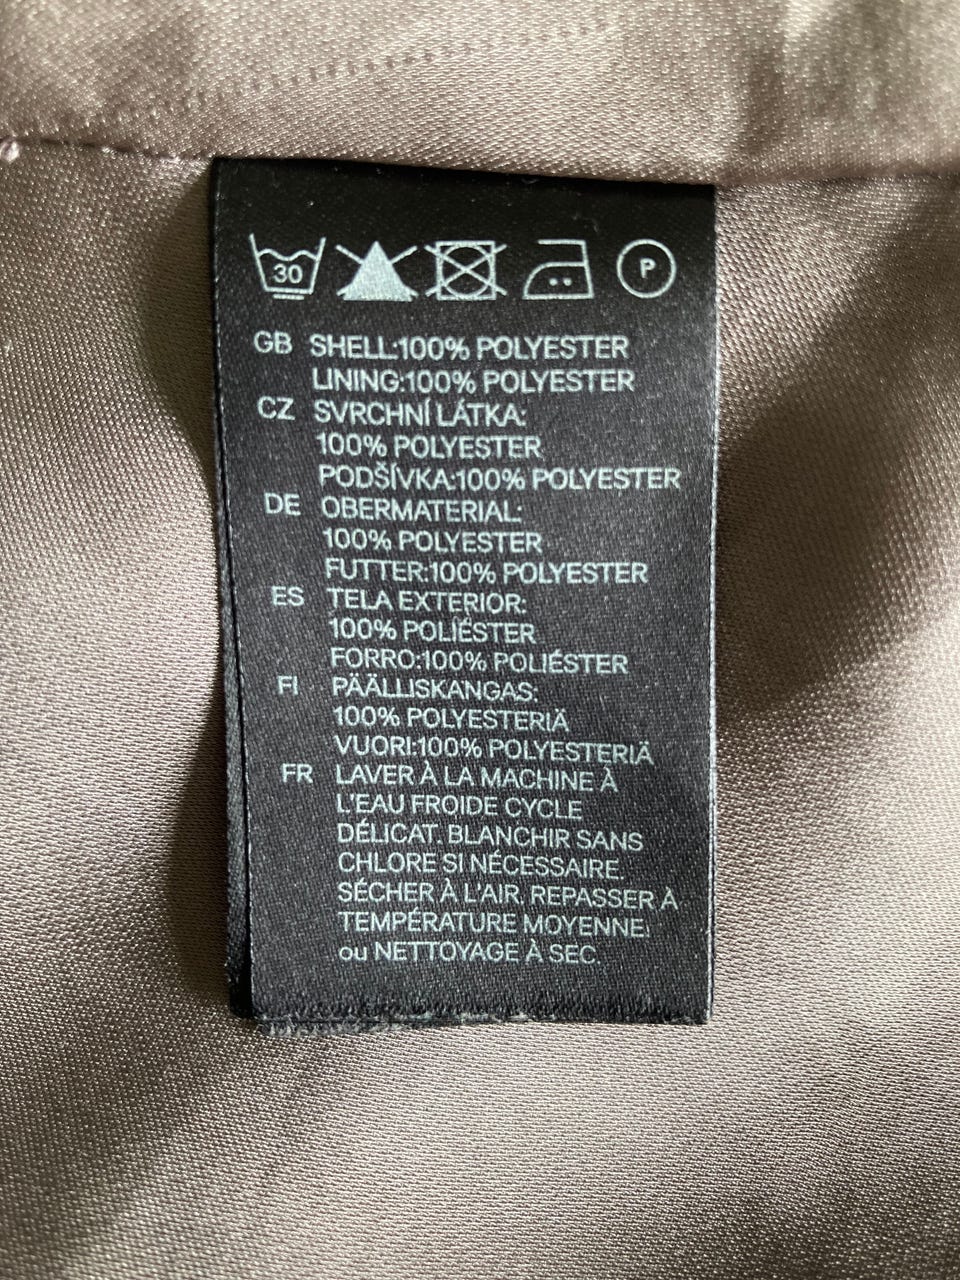 30 P
GB SHELL:100% POLYESTER
LINING:100% POLYESTER
CZ SVRCHNÍ LÁTKA:
100% POLYESTER
PODŠÍVKA:100% POLYESTER
DE OBERMATERIAL:
100% POLYESTER
FUTTER:100% POLYESTER
ES TELA EXTERIOR:
100% POLIÉSTER
FORRO:100% POLIÉSTER
FI PÄÄLLISKANGAS:
100% POLYESTERIÄ
VUORI:100% POLYESTERIÄ
FR LAVER À LA MACHINE À
L'EAU FROIDE CYCLE
DÉLICAT. BLANCHIR SANS
CHLORE SI NÉCESSAIRE.
SÉCHER À L'AIR. REPASSER À
TEMPÉRATURE MOYENNE.
ou NETTOYAGE À SEC.